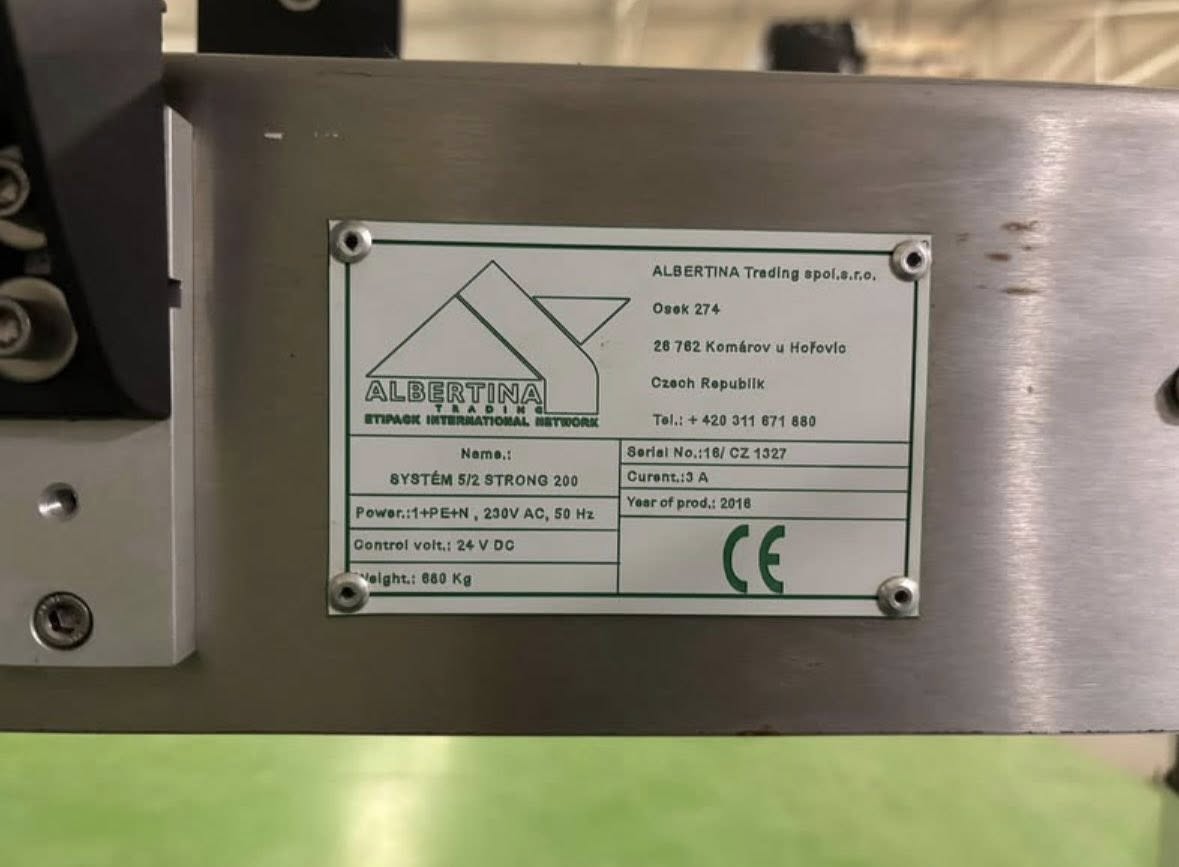 ALBERTINA
TRADING
ETIPACK INTERNATIONAL NETWORK
ALBERTINA Trading spol.s.r.o.
Osek 274
26 762 Komárov u Hořovic
Czech Republik
Tel.: + 420 311 671 880
Name.:
SYSTÉM 5/2 STRONG 200
Power.:1+PE+N , 230V AC, 50 Hz
Control volt.: 24 V DC
Weight.: 660 Kg
Serial No.:16/ CZ 1327
Curent.:3 A
Year of prod.: 2016
CE